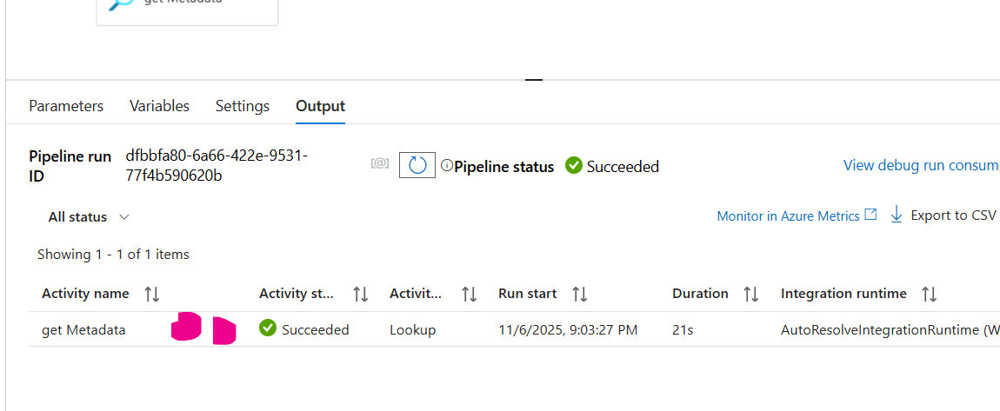 get Metadata
Parameters Variables Settings Output
Pipeline run ID
dfbbfa80-6a66-422e-9531-77f4b590620b
[@]
Pipeline status Succeeded
View debug run consum
All status
Monitor in Azure Metrics Export to CSV
Showing 1 - 1 of 1 items
Activity name Activity st... Activit... Run start Duration Integration runtime
get Metadata Succeeded Lookup 11/6/2025, 9:03:27 PM 21s AutoResolveIntegrationRuntime (W